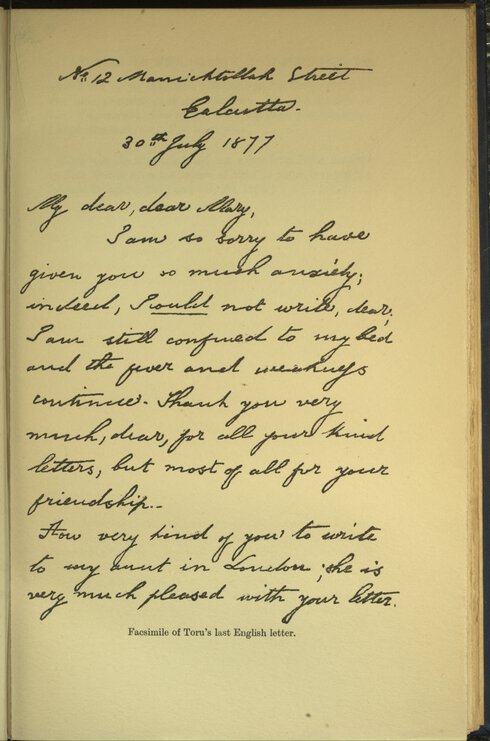 No. 12 Manicktollah Street
Calcutta.
30th July 1877
My dear, dear Mary,
I am so sorry to have
given you so much anxiety;
indeed, I could not write, dear;
I am still confined to my bed
and the fever and weakness
continue. Thank you very
much, dear, for all your kind
letters, but most of all for your
friendship.
How very kind of you to write
to my aunt in London; she is
very much pleased with your letter.
Facsimile of Toru's last English letter.